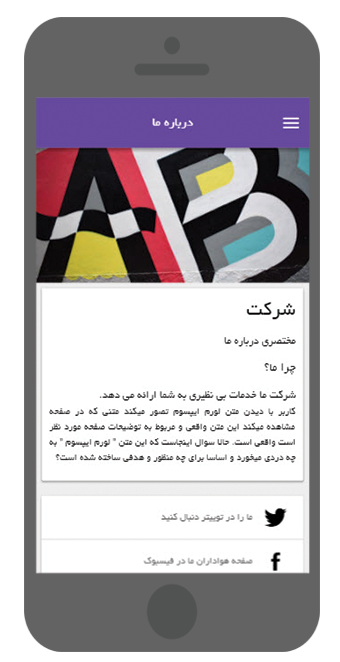 درباره ما
AB
شرکت
مختصری درباره ما
چرا ما؟
شرکت ما خدمات بی نظیری به شما ارائه می دهد.
کاربر با دیدن متن لورم ایپسوم تصور میکند متنی که در صفحه
مشاهده میکند این متن واقعی و مربوط به توضیحات صفحه مورد نظر
است واقعی است. حالا سوال اینجاست که این متن " لورم ایپسوم " به
چه دردی میخورد و اساسا برای چه منظور و هدفی ساخته شده است؟
ما را در توییتر دنبال کنید
صفحه هواداران ما در فیسبوک